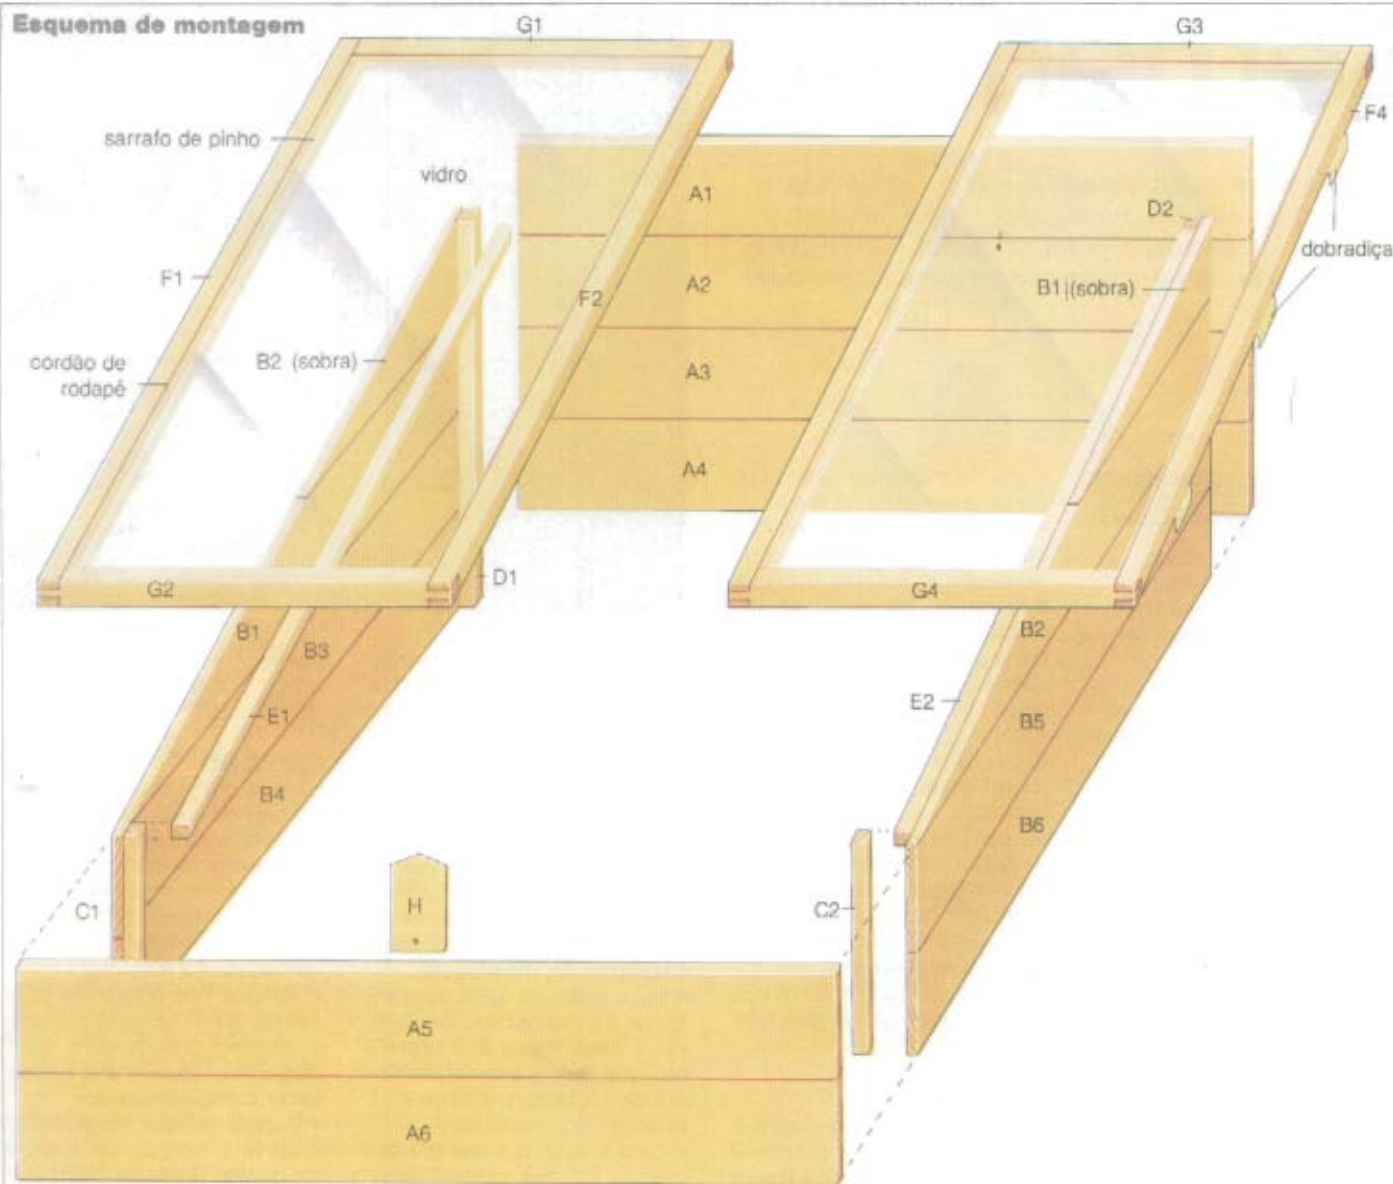 Esquema de montagem
G1
G3
sarrafo de pinho
F4
vidro
A1
D2
dobradiça
F1
A2
B1 (sobra)
F2
B2 (sobra)
cordão de
rodapé
A3
A4
D1
G2
G4
B1
B3
B2
E1
E2
B5
B4
B6
C1
H
C2
A5
A6